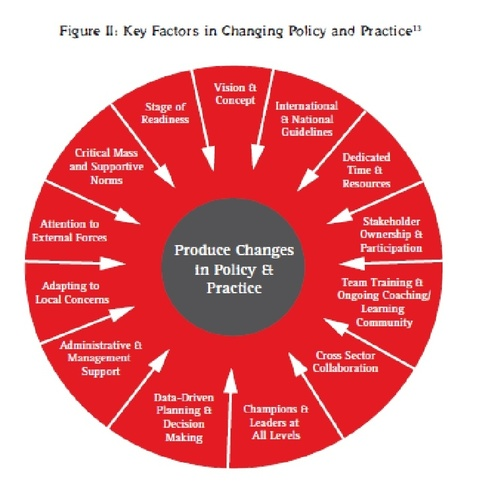 Figure II: Key Factors in Changing Policy and Practice¹³
Vision &
Concept
International
& National
Guidelines
Dedicated
Time &
Resources
Stakeholder
Ownership &
Participation
Team Training &
Ongoing Coaching/
Learning
Community
Cross Sector
Collaboration
Champions &
Leaders at
All Levels
Data-Driven
Planning &
Decision
Making
Administrative &
Management
Support
Adapting to
Local Concerns
Attention to
External Forces
Critical Mass
and Supportive
Norms
Stage of
Readiness
Produce Changes
in Policy &
Practice